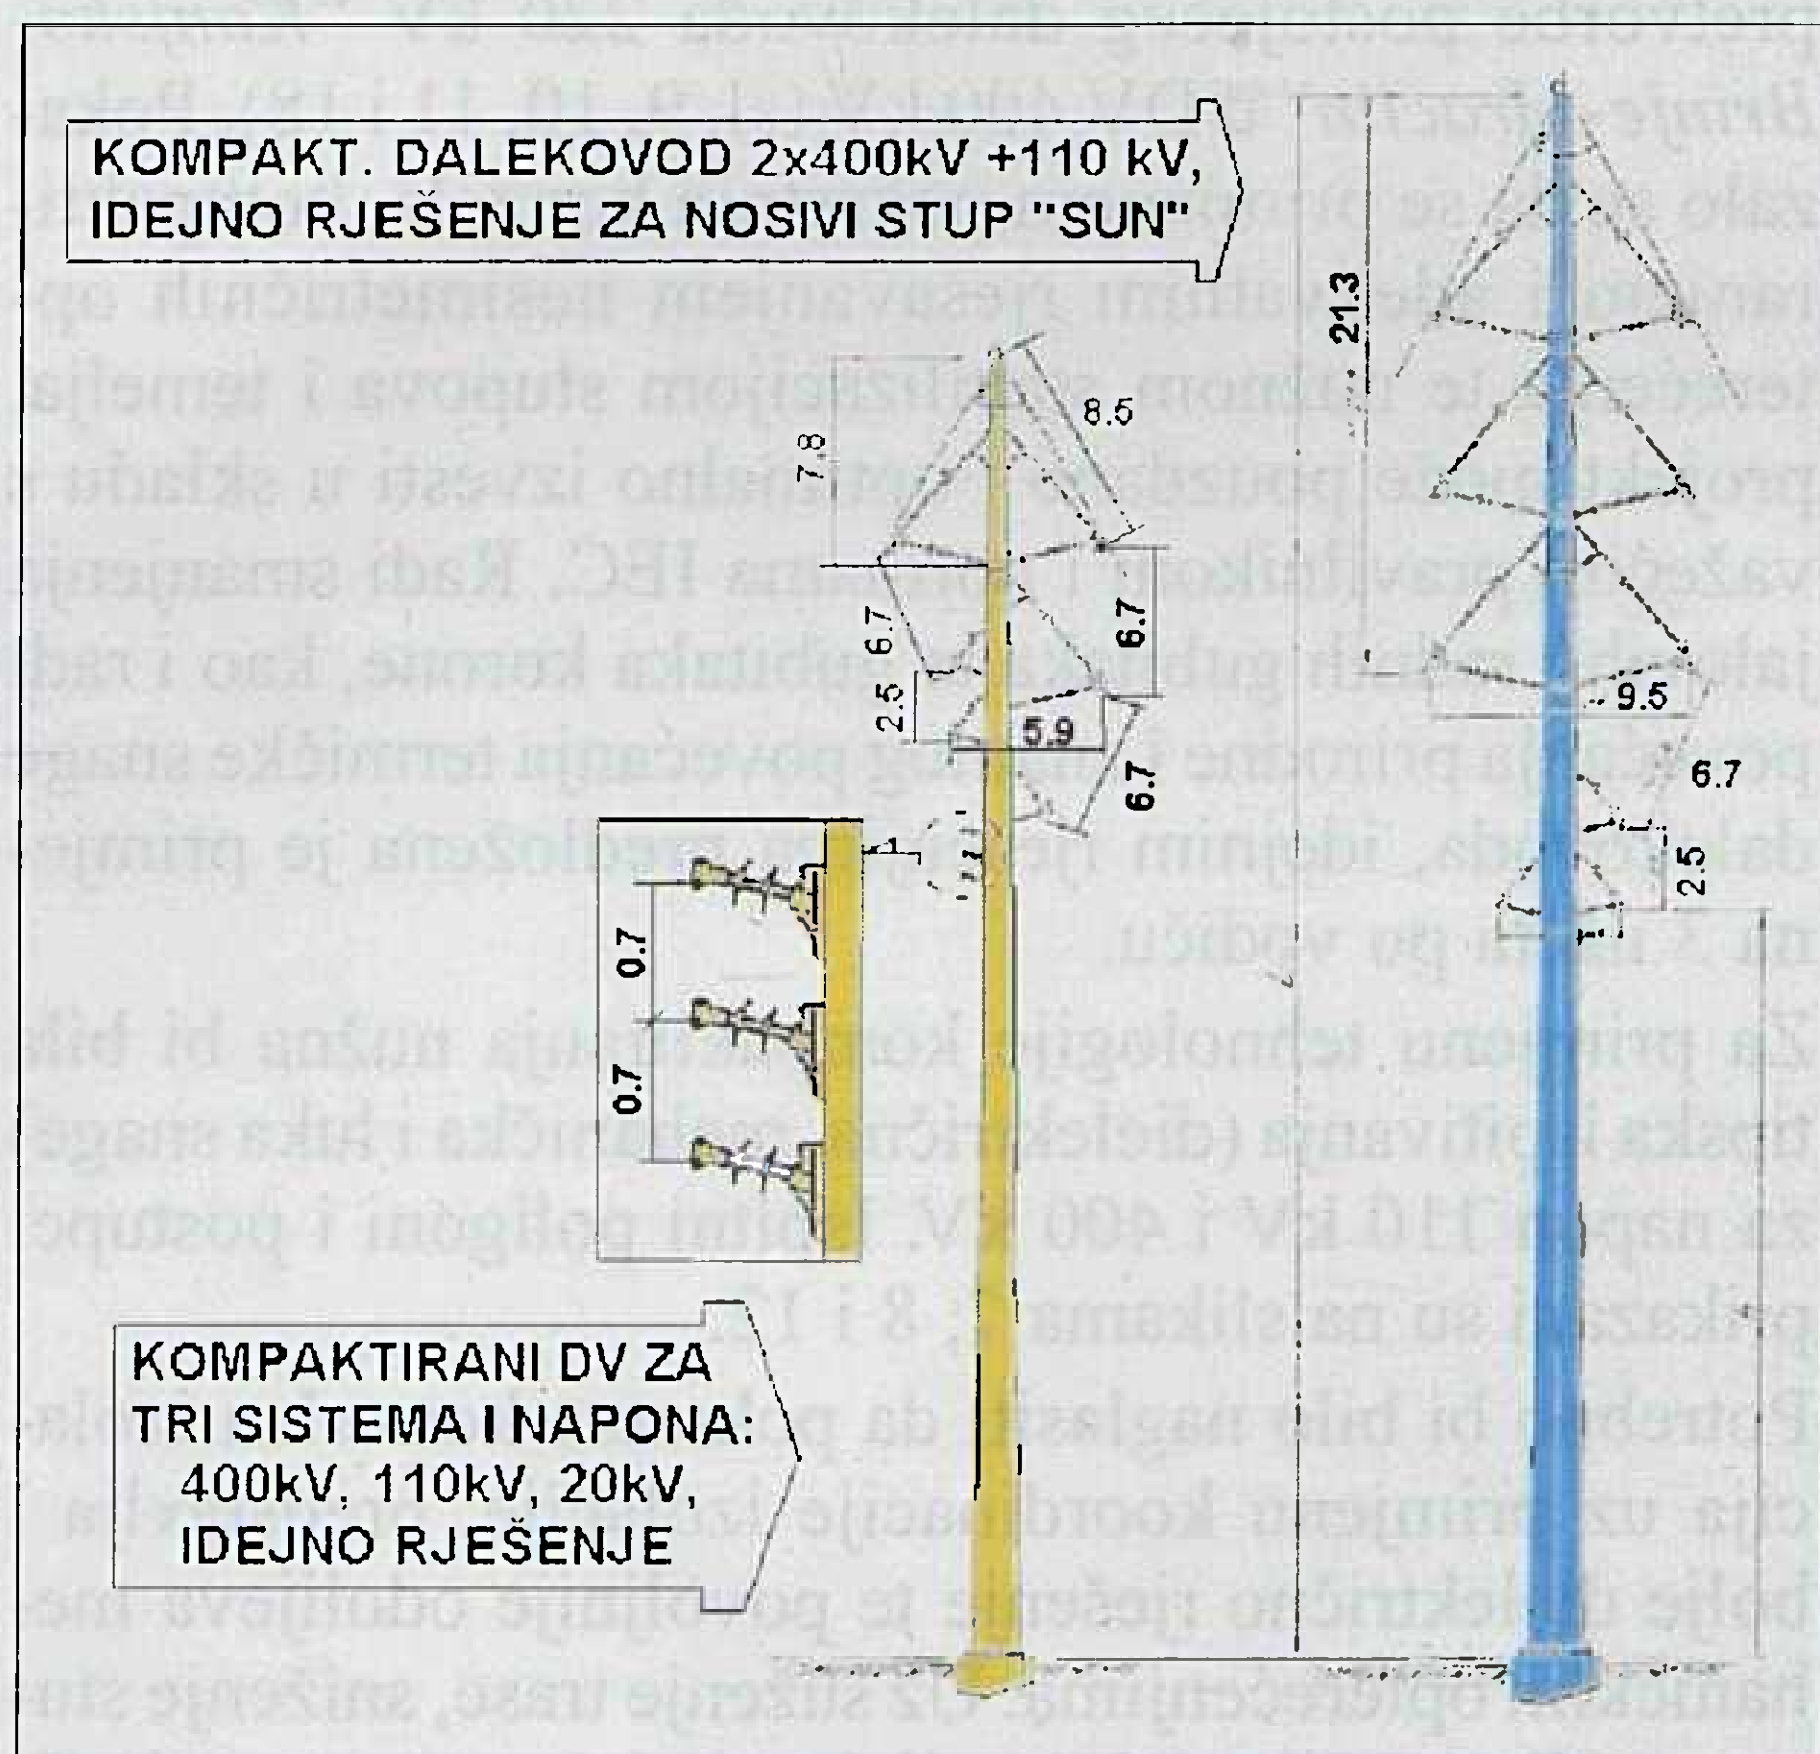 KOMPAKT. DALEKOVOD 2x400kV +110 kV,
IDEJNO RJEŠENJE ZA NOSIVI STUP "SUN"
21.3
8.5
7.8
6.7
6.7
2.5
5.9
6.7
9.5
6.7
2.5
1
0.7
0.7
KOMPAKTIRANI DV ZA
TRI SISTEMA I NAPONA:
400kV, 110kV, 20kV,
IDEJNO RJEŠENJE